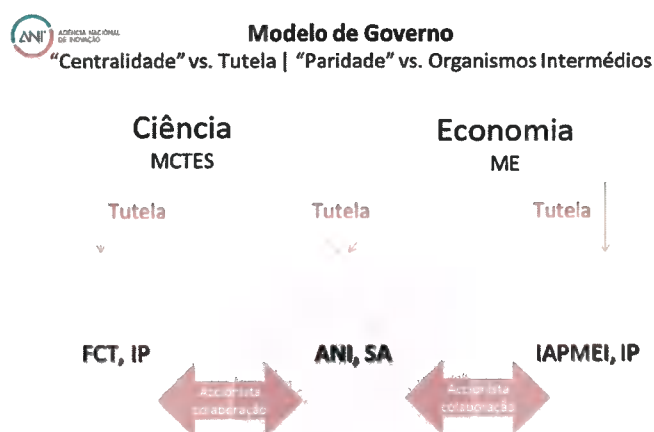 ANI AGÊNCIA NACIONAL
DE INOVAÇÃO
Modelo de Governo
“Centralidade” vs. Tutela | “Paridade” vs. Organismos Intermédios
Ciência
Economia
MCTES
ME
Tutela
Tutela
Tutela
FCT, IP
ANI, SA
IAPMEI, IP
Accionista
colaboração
Accionista
colaboração